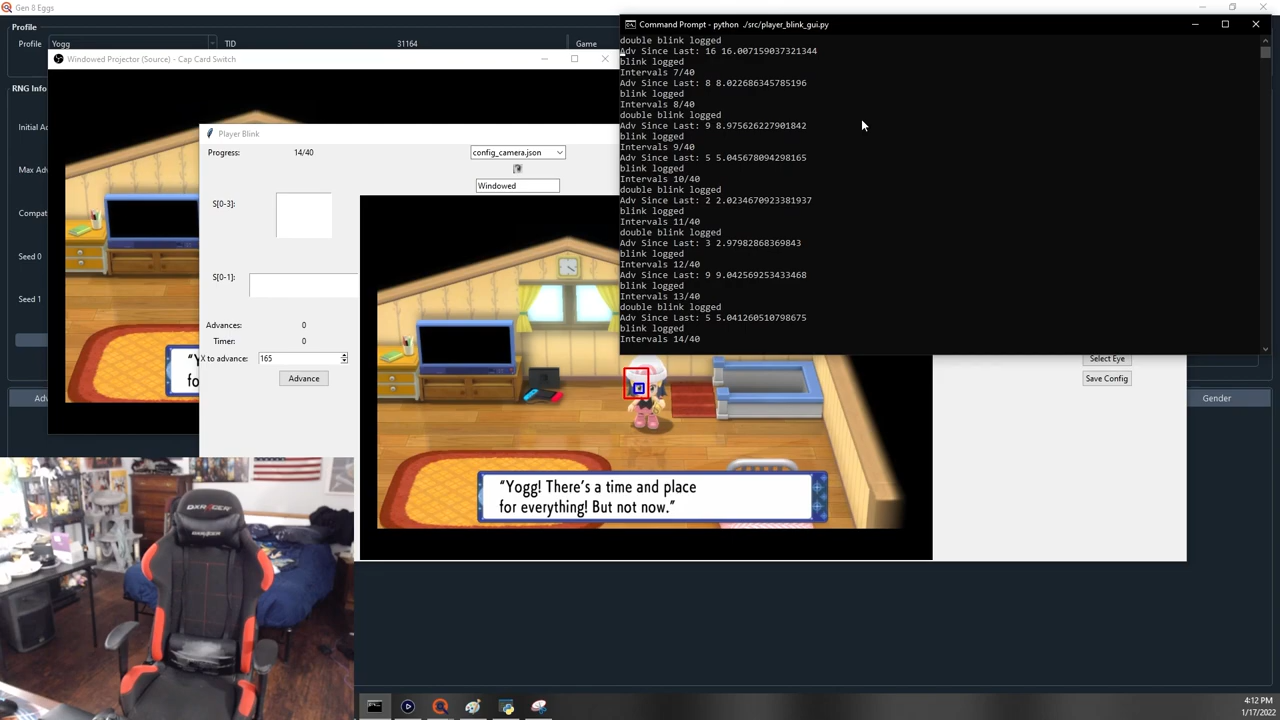 Gen 8 Eggs
Profile
Profile Yogg TID 31164 Game
Windowed Projector (Source) - Cap Card Switch
RNG Info
Initial Ad
Max Adv
Compat
Seed 0
Seed 1
Adv
Gender
"Y
fo
Player Blink
Progress: 14/40
config_camera.json
Windowed
S[0-3]:
S[0-1]:
Advances: 0
Timer: 0
X to advance: 165
Advance
Select Eye
Save Config
"Yogg! There's a time and place
for everything! But not now."
Command Prompt - python ./src/player_blink_gui.py
double blink logged
Adv Since Last: 16 16.007159037321344
blink logged
Intervals 7/40
Adv Since Last: 8 8.022686345785196
blink logged
Intervals 8/40
double blink logged
Adv Since Last: 9 8.975626227901842
blink logged
Intervals 9/40
Adv Since Last: 5 5.045678094298165
blink logged
Intervals 10/40
double blink logged
Adv Since Last: 2 2.0234670923381937
blink logged
Intervals 11/40
double blink logged
Adv Since Last: 3 2.97982868369843
blink logged
Intervals 12/40
Adv Since Last: 9 9.042569253433468
blink logged
Intervals 13/40
double blink logged
Adv Since Last: 5 5.041260510798675
blink logged
Intervals 14/40
DXRACER
4:12 PM
1/17/2022